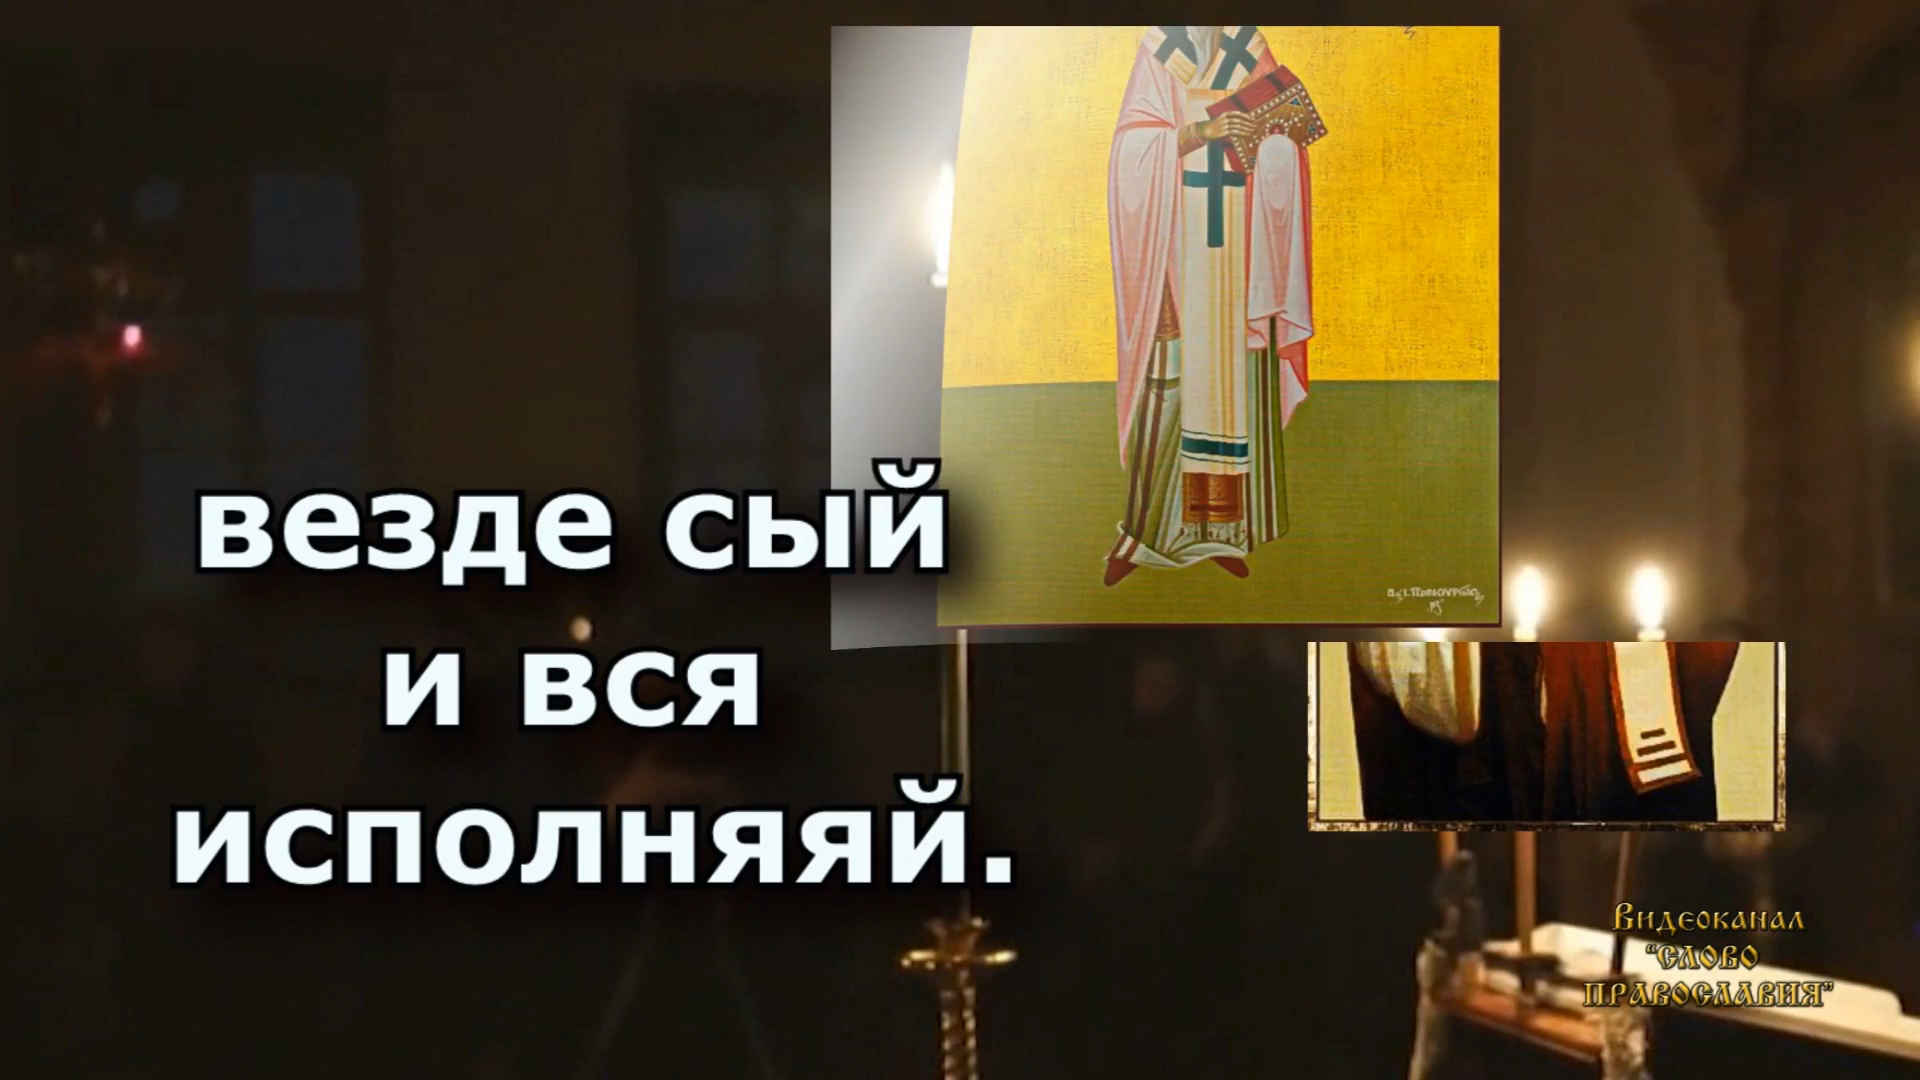 везде сый
и вся
исполняяй.
Видеоканал
“СЛОВО
ПРАВОСЛАВИЯ”